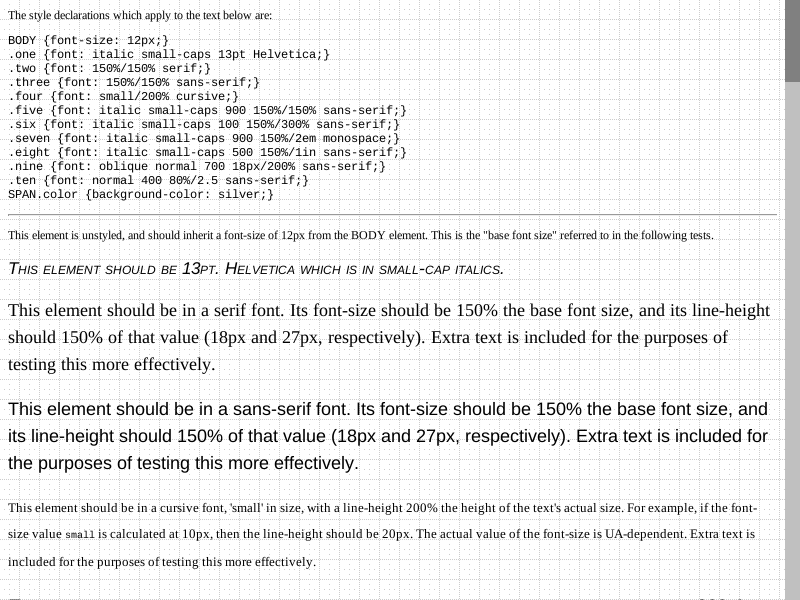 The style declarations which apply to the text below are:
BODY {font-size: 12px;}
.one {font: italic small-caps 13pt Helvetica;}
.two {font: 150%/150% serif;}
.three {font: 150%/150% sans-serif;}
.four {font: small/200% cursive;}
.five {font: italic small-caps 900 150%/150% sans-serif;}
.six {font: italic small-caps 100 150%/300% sans-serif;}
.seven {font: italic small-caps 900 150%/2em monospace;}
.eight {font: italic small-caps 500 150%/1in sans-serif;}
.nine {font: oblique normal 700 18px/200% sans-serif;}
.ten {font: normal 400 80%/2.5 sans-serif;}
SPAN.color {background-color: silver;}
This element is unstyled, and should inherit a font-size of 12px from the BODY element. This is the "base font size" referred to in the following tests.
This element should be 13pt. Helvetica which is in small-cap italics.
This element should be in a serif font. Its font-size should be 150% the base font size, and its line-height
should 150% of that value (18px and 27px, respectively). Extra text is included for the purposes of
testing this more effectively.
This element should be in a sans-serif font. Its font-size should be 150% the base font size, and
its line-height should 150% of that value (18px and 27px, respectively). Extra text is included for
the purposes of testing this more effectively.
This element should be in a cursive font, 'small' in size, with a line-height 200% the height of the text's actual size. For example, if the font-
size value small is calculated at 10px, then the line-height should be 20px. The actual value of the font-size is UA-dependent. Extra text is
included for the purposes of testing this more effectively.